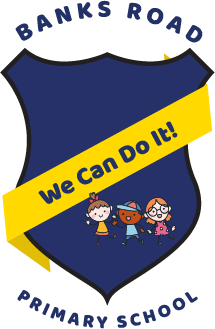 BANKS ROAD
We Can Do It!
PRIMARY SCHOOL